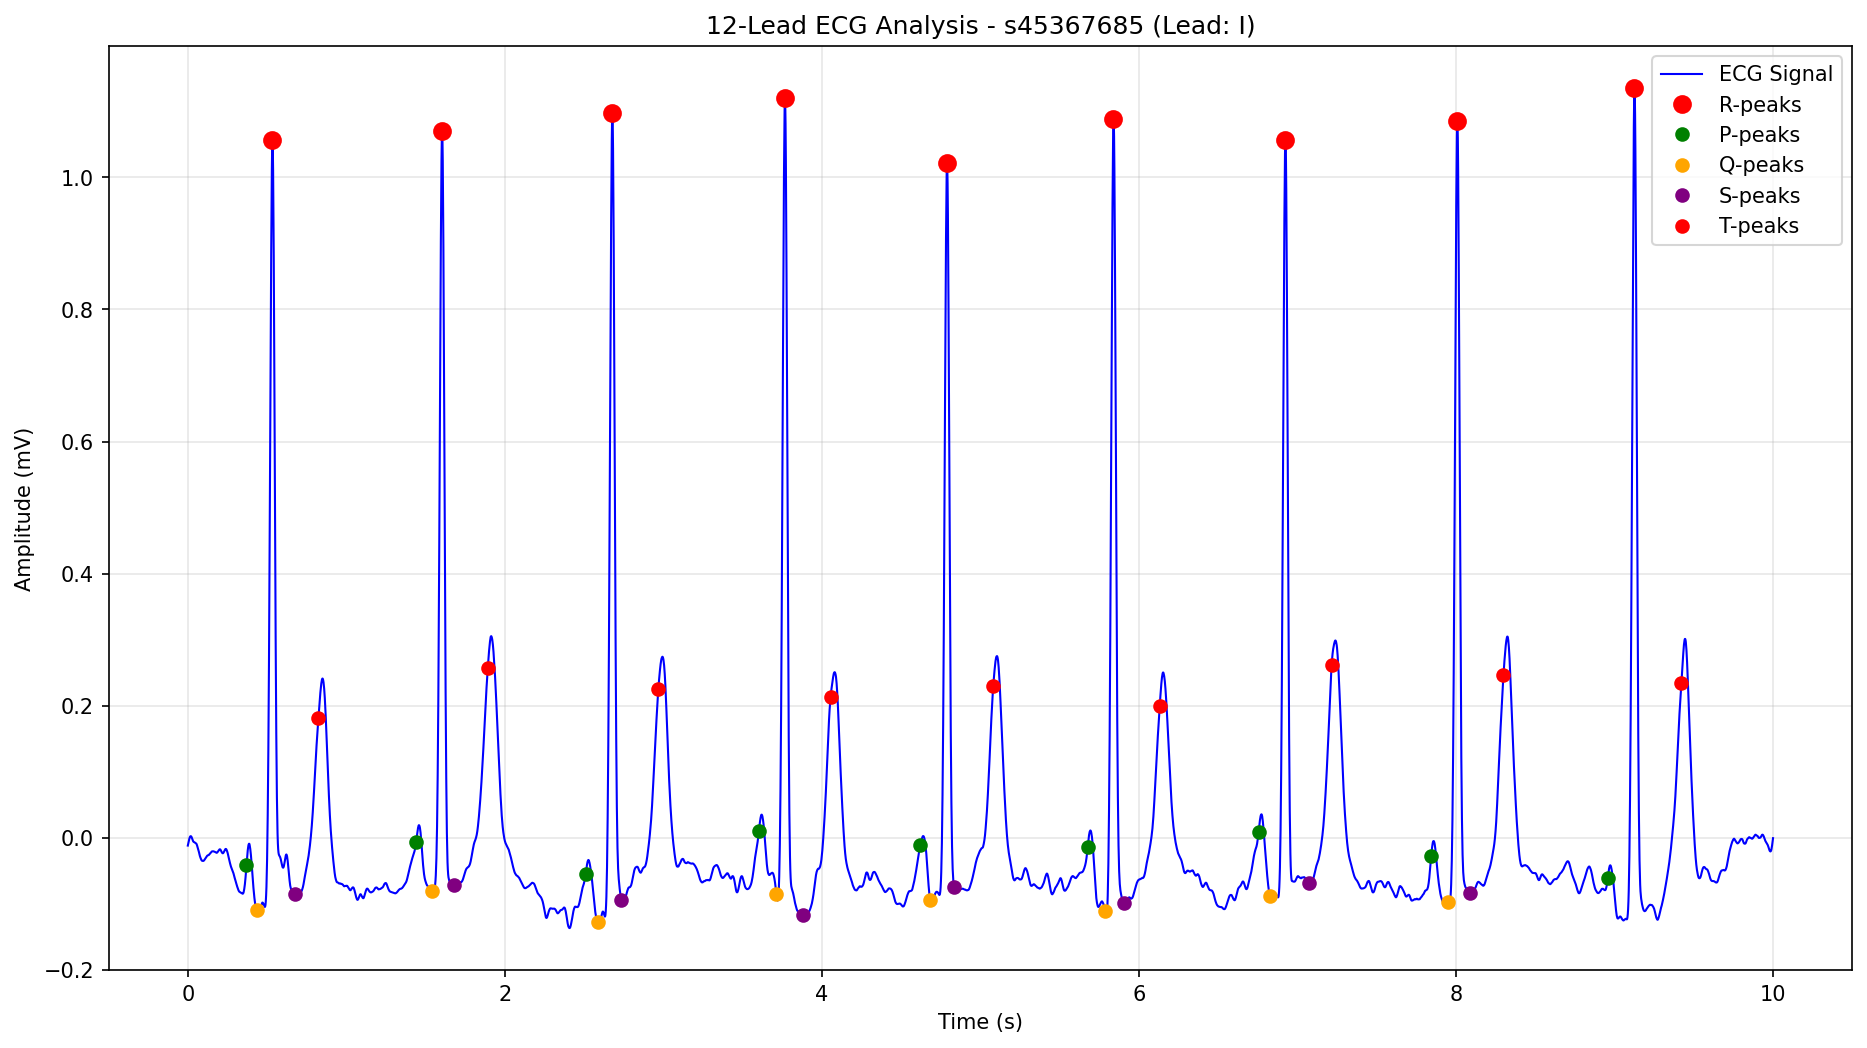 12-Lead ECG Analysis - s45367685 (Lead: I)
ECG Signal
R-peaks
P-peaks
Q-peaks
S-peaks
T-peaks
Amplitude (mV)
1.0
0.8
0.6
0.4
0.2
0.0
−0.2
0 2 4 6 8 10
Time (s)